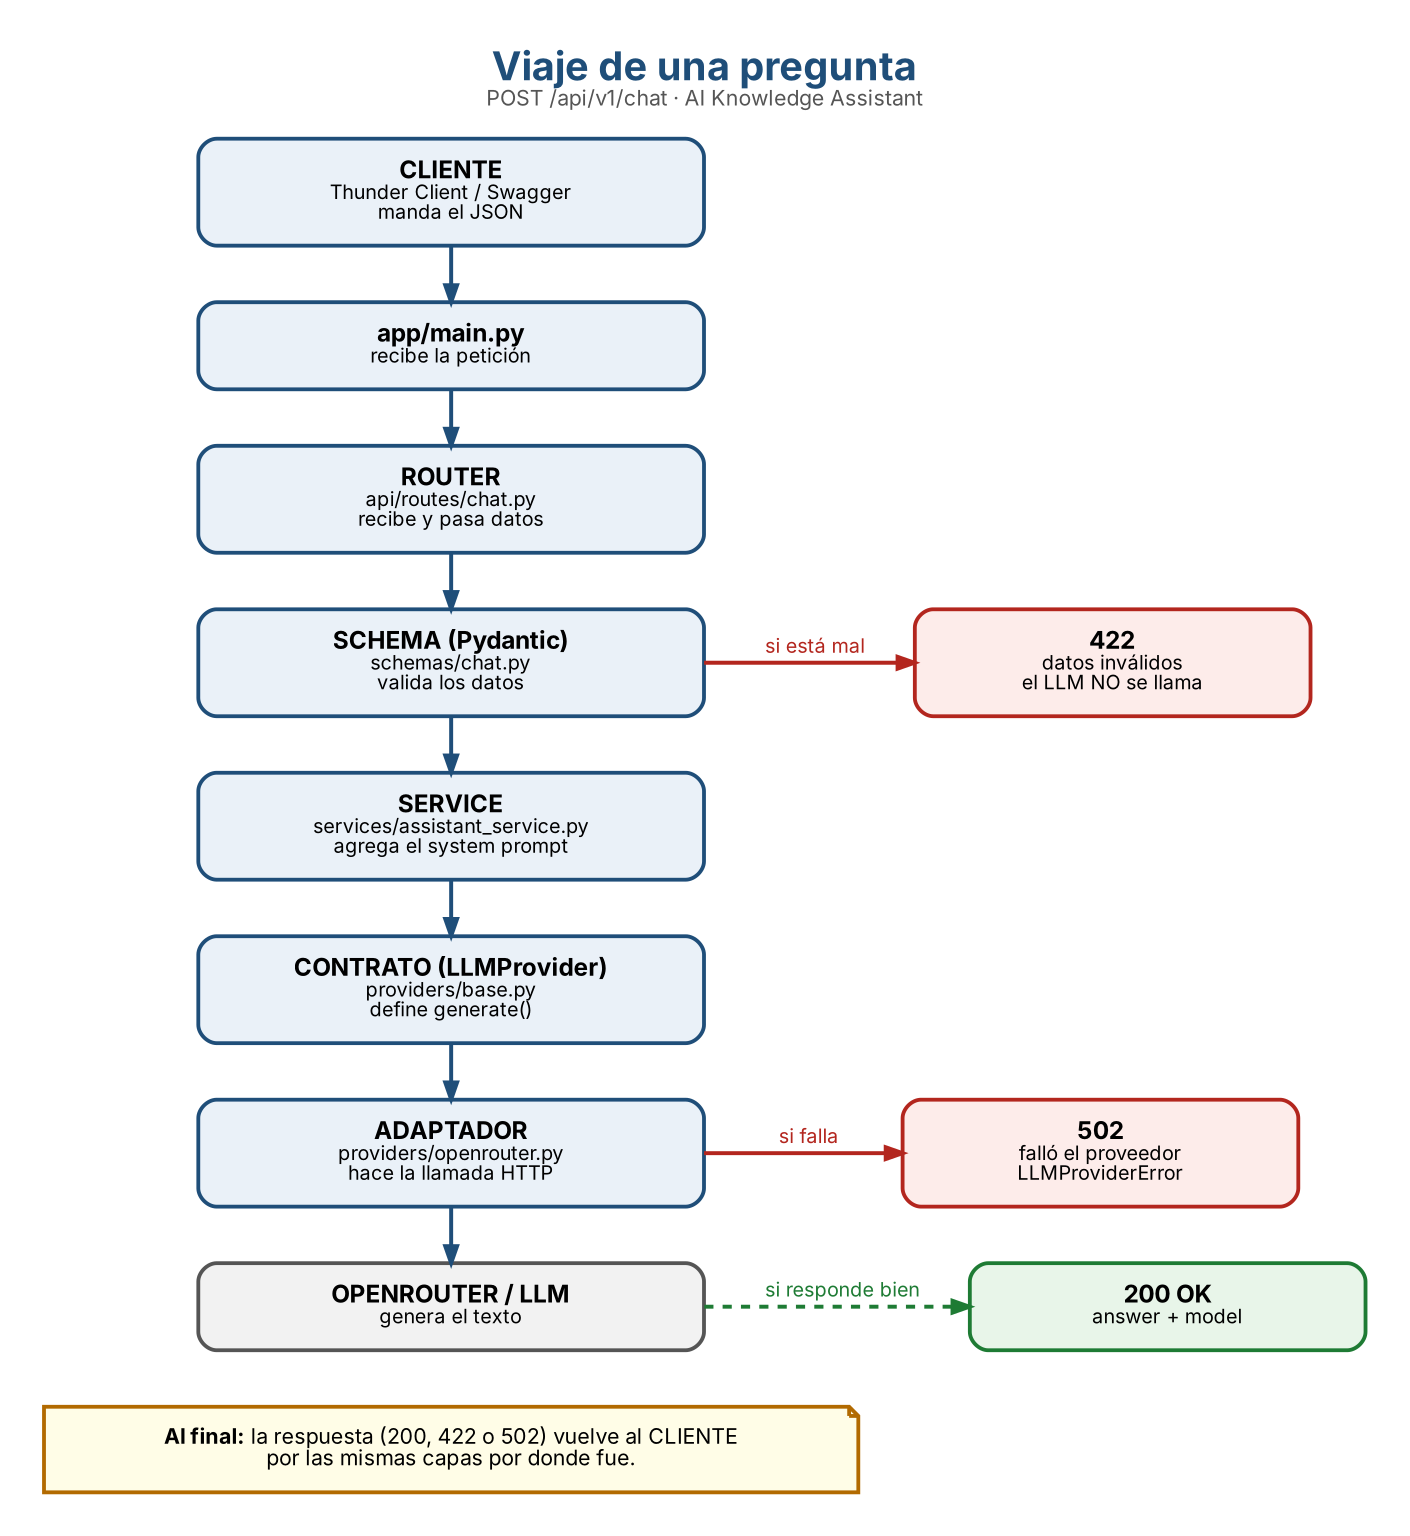 Viaje de una pregunta
POST /api/v1/chat · AI Knowledge Assistant
CLIENTE
Thunder Client / Swagger
manda el JSON
app/main.py
recibe la petición
ROUTER
api/routes/chat.py
recibe y pasa datos
SCHEMA (Pydantic)
schemas/chat.py
valida los datos
si está mal
422
datos inválidos
el LLM NO se llama
SERVICE
services/assistant_service.py
agrega el system prompt
CONTRATO (LLMProvider)
providers/base.py
define generate()
ADAPTADOR
providers/openrouter.py
hace la llamada HTTP
si falla
502
falló el proveedor
LLMProviderError
OPENROUTER / LLM
genera el texto
si responde bien
200 OK
answer + model
Al final: la respuesta (200, 422 o 502) vuelve al CLIENTE
por las mismas capas por donde fue.